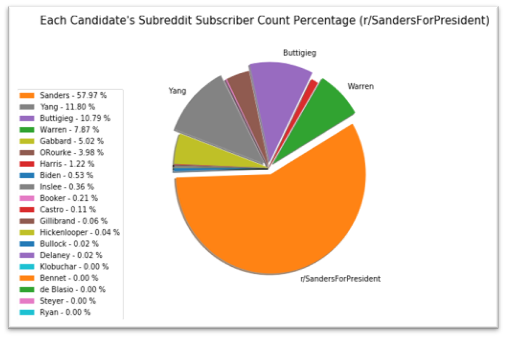 Each Candidate's Subreddit Subscriber Count Percentage (r/SandersForPresident)
Buttigieg
Warren
Yang
Sanders - 57.97 %
Yang - 11.80 %
Buttigieg - 10.79 %
Warren - 7.87 %
Gabbard - 5.02 %
ORourke - 3.98 %
Harris - 1.22 %
Biden - 0.53 %
Inslee - 0.36 %
Booker - 0.21 %
Castro - 0.11 %
Gillibrand - 0.06 %
Hickenlooper - 0.04 %
Bullock - 0.02 %
Delaney - 0.02 %
Klobuchar - 0.00 %
Bennet - 0.00 %
de Blasio - 0.00 %
Steyer - 0.00 %
Ryan - 0.00 %
r/SandersForPresident